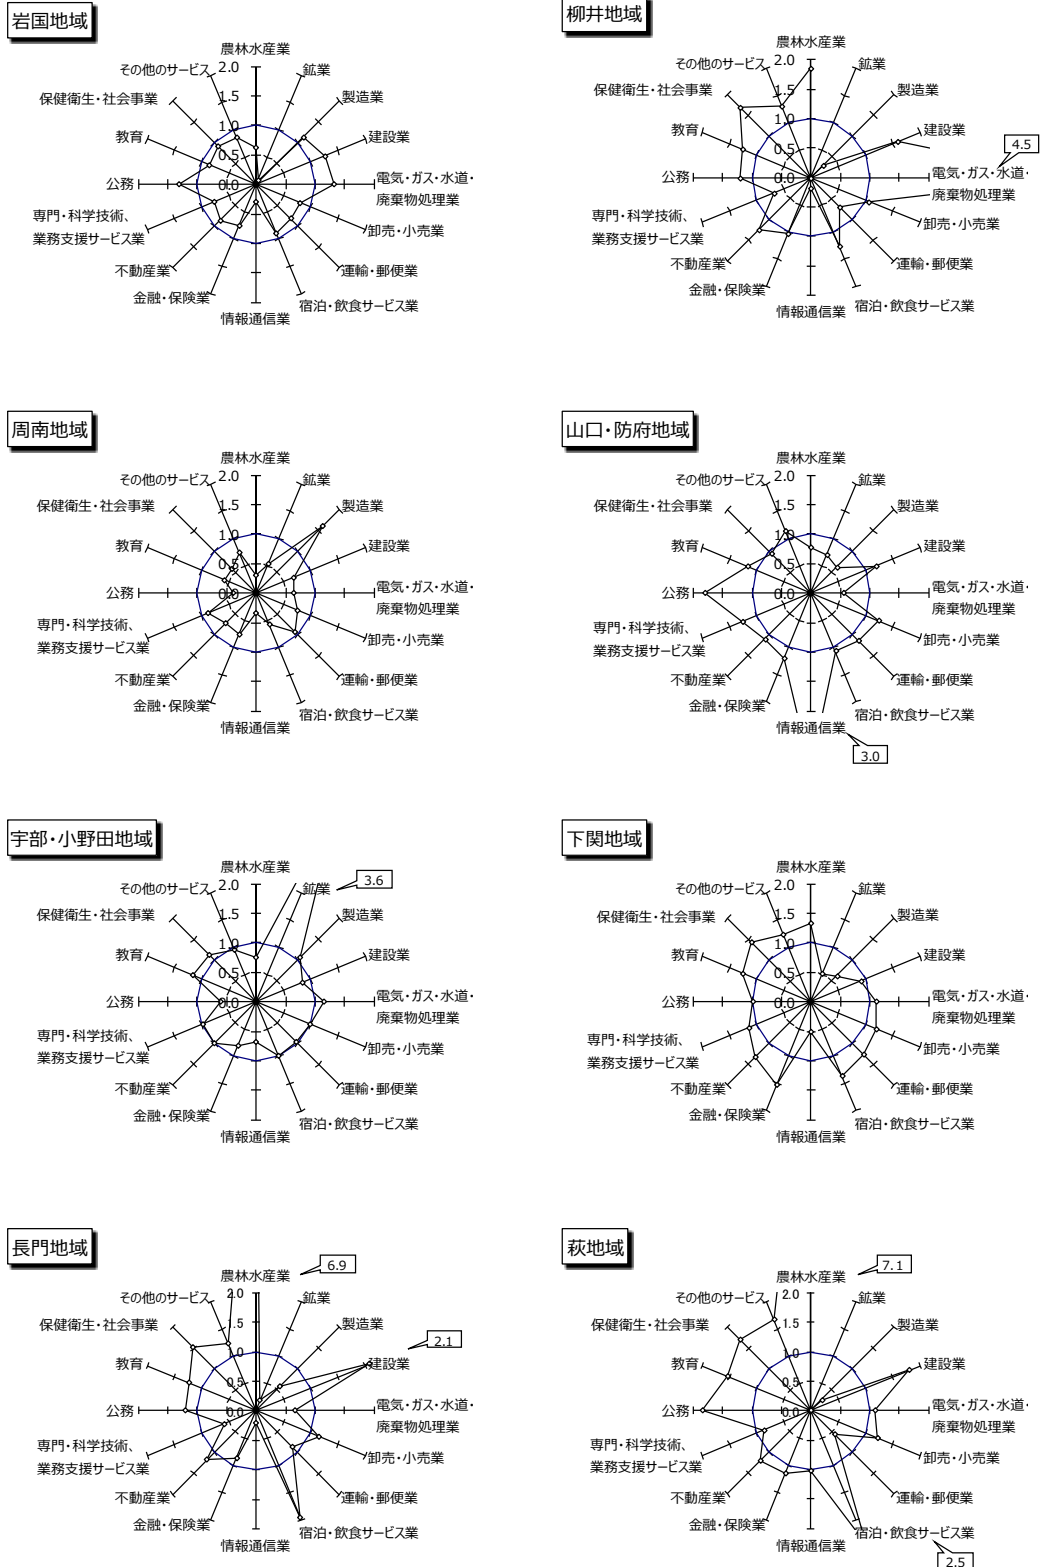 岩国地域
農林水産業
鉱業
製造業
建設業
電気・ガス・水道・
廃棄物処理業
卸売・小売業
運輸・郵便業
宿泊・飲食サービス業
情報通信業
金融・保険業
不動産業
専門・科学技術、
業務支援サービス業
公務
教育
保健衛生・社会事業
その他のサービス
2.0
1.5
1.0
0.5
0.0
柳井地域
農林水産業
鉱業
製造業
建設業
4.5
電気・ガス・水道・
廃棄物処理業
卸売・小売業
運輸・郵便業
宿泊・飲食サービス業
情報通信業
金融・保険業
不動産業
専門・科学技術、
業務支援サービス業
公務
教育
保健衛生・社会事業
その他のサービス
2.0
1.5
1.0
0.5
0.0
周南地域
農林水産業
鉱業
製造業
建設業
電気・ガス・水道・
廃棄物処理業
卸売・小売業
運輸・郵便業
宿泊・飲食サービス業
情報通信業
金融・保険業
不動産業
専門・科学技術、
業務支援サービス業
公務
教育
保健衛生・社会事業
その他のサービス
2.0
1.5
1.0
0.5
0.0
山口・防府地域
農林水産業
鉱業
製造業
建設業
電気・ガス・水道・
廃棄物処理業
卸売・小売業
運輸・郵便業
宿泊・飲食サービス業
情報通信業
3.0
金融・保険業
不動産業
専門・科学技術、
業務支援サービス業
公務
教育
保健衛生・社会事業
その他のサービス
2.0
1.5
1.0
0.5
0.0
宇部・小野田地域
農林水産業
3.6
鉱業
製造業
建設業
電気・ガス・水道・
廃棄物処理業
卸売・小売業
運輸・郵便業
宿泊・飲食サービス業
情報通信業
金融・保険業
不動産業
専門・科学技術、
業務支援サービス業
公務
教育
保健衛生・社会事業
その他のサービス
2.0
1.5
1.0
0.5
0.0
下関地域
農林水産業
鉱業
製造業
建設業
電気・ガス・水道・
廃棄物処理業
卸売・小売業
運輸・郵便業
宿泊・飲食サービス業
情報通信業
金融・保険業
不動産業
専門・科学技術、
業務支援サービス業
公務
教育
保健衛生・社会事業
その他のサービス
2.0
1.5
1.0
0.5
0.0
長門地域
6.9
農林水産業
鉱業
製造業
2.1
建設業
電気・ガス・水道・
廃棄物処理業
卸売・小売業
運輸・郵便業
宿泊・飲食サービス業
情報通信業
金融・保険業
不動産業
専門・科学技術、
業務支援サービス業
公務
教育
保健衛生・社会事業
その他のサービス
2.0
1.5
1.0
0.5
0.0
萩地域
7.1
農林水産業
鉱業
製造業
建設業
電気・ガス・水道・
廃棄物処理業
卸売・小売業
運輸・郵便業
宿泊・飲食サービス業
2.5
情報通信業
金融・保険業
不動産業
専門・科学技術、
業務支援サービス業
公務
教育
保健衛生・社会事業
その他のサービス
2.0
1.5
1.0
0.5
0.0